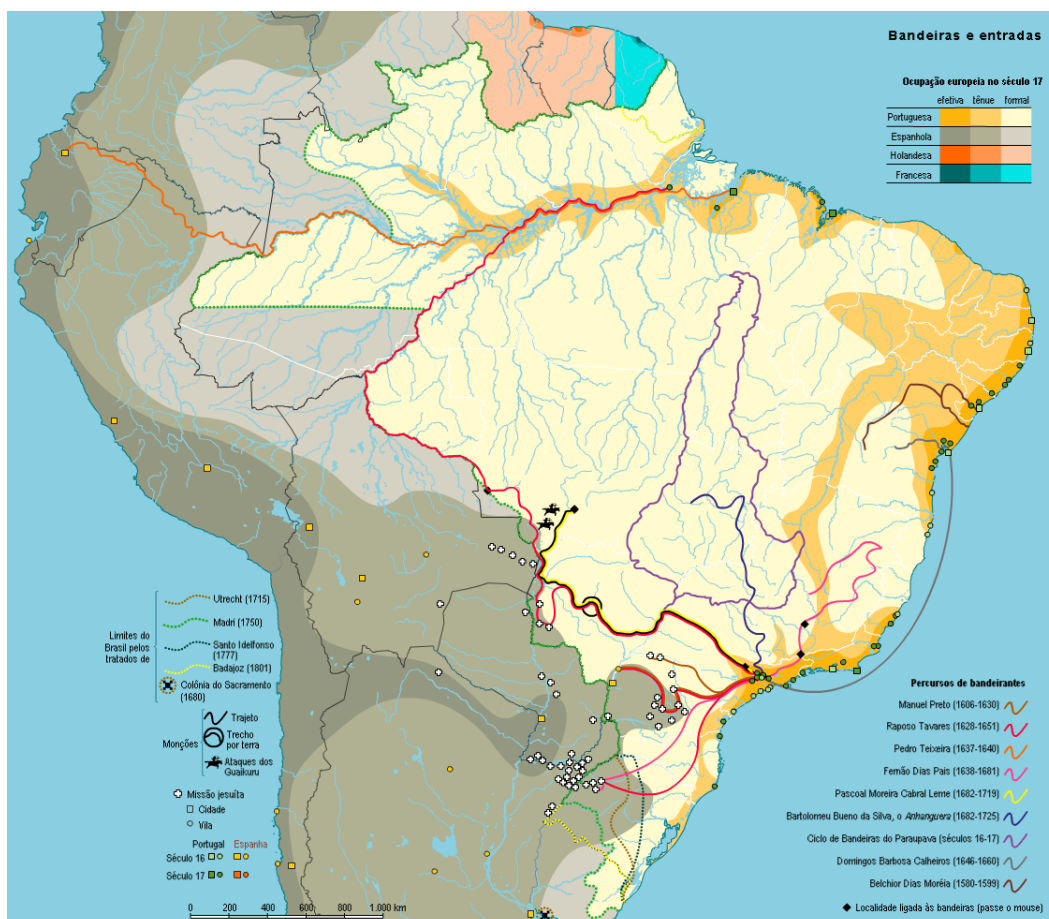 Bandeiras e entradas
Ocupação europeia no século 17
efetiva tênue formal
Portuguesa
Espanhola
Holandesa
Francesa
Limites do
Brasil pelos
tratados de
Utrecht (1715)
Madri (1750)
Santo Idelfonso
(1777)
Badajoz (1801)
Colônia do Sacramento
(1680)
Monções
Trajeto
Trecho
por terra
Ataques dos
Guaikuru
Missão jesuíta
Cidade
Vila
Portugal Espanha
Século 16
Século 17
0 200 400 600 800 1.000 km
Percursos de bandeirantes
Manuel Preto (1606-1630)
Raposo Tavares (1628-1651)
Pedro Teixeira (1637-1640)
Fernão Dias Pais (1638-1681)
Pascoal Moreira Cabral Leme (1682-1719)
Bartolomeu Bueno da Silva, o Anhanguera (1682-1725)
Ciclo de Bandeiras do Paraupava (séculos 16-17)
Domingos Barbosa Calheiros (1646-1660)
Belchior Dias Moréia (1580-1599)
Localidade ligada às bandeiras (passe o mouse)